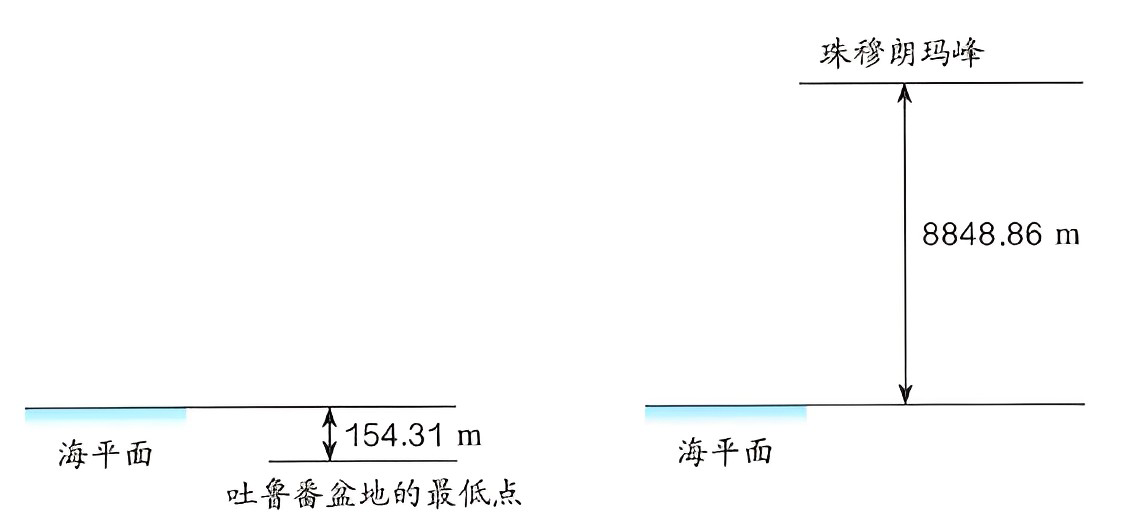 珠穆朗玛峰
8848.86 m
154.31 m
海平面
海平面
吐鲁番盆地的最低点